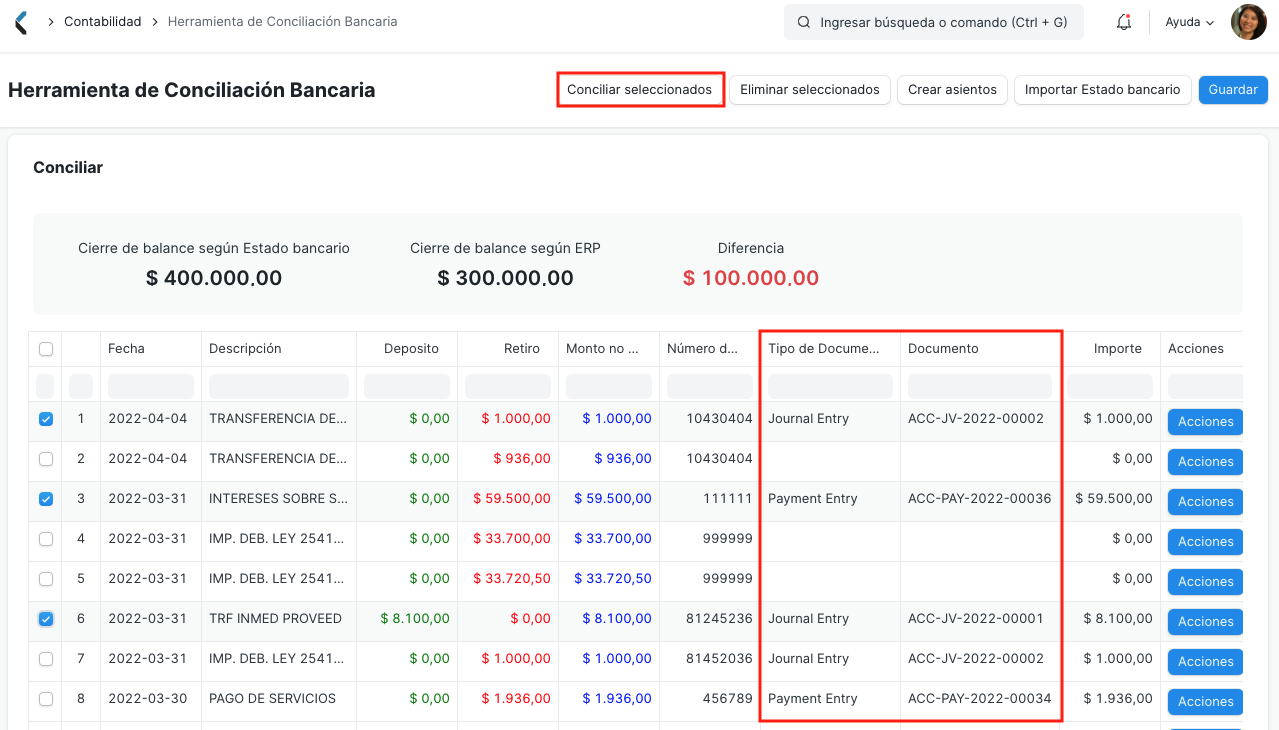 Contabilidad Herramienta de Conciliación Bancaria
Ingresar búsqueda o comando (Ctrl + G)
Ayuda
Herramienta de Conciliación Bancaria
Conciliar seleccionados Eliminar seleccionados Crear asientos Importar Estado bancario Guardar
Conciliar
Cierre de balance según Estado bancario Cierre de balance según ERP Diferencia
$ 400.000,00 $ 300.000,00 $ 100.000,00
Fecha Descripción Deposito Retiro Monto no ... Número d... Tipo de Docume... Documento Importe Acciones
1 2022-04-04 TRANSFERENCIA DE... $ 0,00 $ 1.000,00 $ 1.000,00 10430404 Journal Entry ACC-JV-2022-00002 $ 1.000,00 Acciones
2 2022-04-04 TRANSFERENCIA DE... $ 0,00 $ 936,00 $ 936,00 10430404 $ 0,00 Acciones
3 2022-03-31 INTERESES SOBRE S... $ 0,00 $ 59.500,00 $ 59.500,00 111111 Payment Entry ACC-PAY-2022-00036 $ 59.500,00 Acciones
4 2022-03-31 IMP. DEB. LEY 2541... $ 0,00 $ 33.700,00 $ 33.700,00 999999 $ 0,00 Acciones
5 2022-03-31 IMP. DEB. LEY 2541... $ 0,00 $ 33.720,50 $ 33.720,50 999999 $ 0,00 Acciones
6 2022-03-31 TRF INMED PROVEED $ 8.100,00 $ 0,00 $ 8.100,00 81245236 Journal Entry ACC-JV-2022-00001 $ 8.100,00 Acciones
7 2022-03-31 IMP. DEB. LEY 2541... $ 0,00 $ 1.000,00 $ 1.000,00 81452036 Journal Entry ACC-JV-2022-00002 $ 1.000,00 Acciones
8 2022-03-30 PAGO DE SERVICIOS $ 0,00 $ 1.936,00 $ 1.936,00 456789 Payment Entry ACC-PAY-2022-00034 $ 1.936,00 Acciones